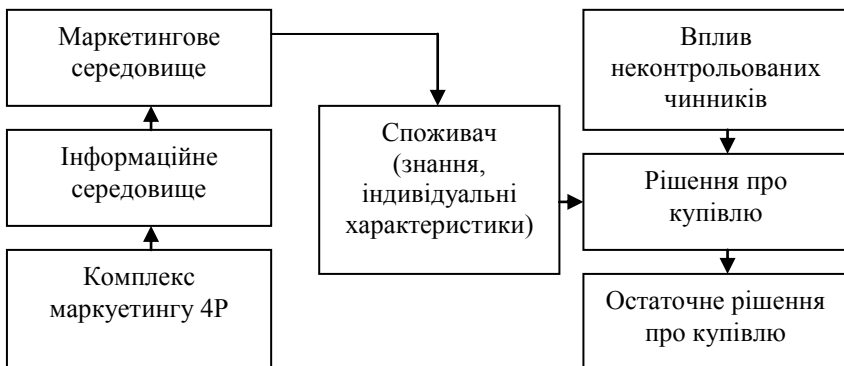 Маркетингове
середовище
Інформаційне
середовище
Комплекс
маркуетингу 4Р
Споживач
(знання,
індивідуальні
характеристики)
Вплив
неконтрольованих
чинників
Рішення про
купівлю
Остаточне рішення
про купівлю